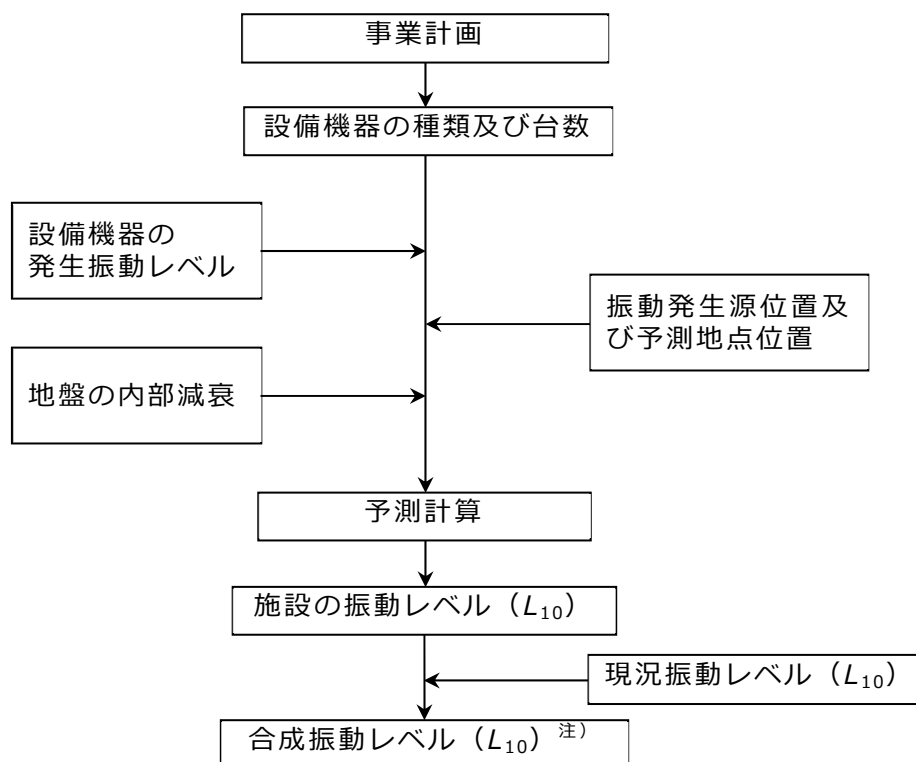 事業計画
設備機器の種類及び台数
設備機器の
発生振動レベル
振動発生源位置及
び予測地点位置
地盤の内部減衰
予測計算
施設の振動レベル（L10）
現況振動レベル（L10）
合成振動レベル（L10）注）